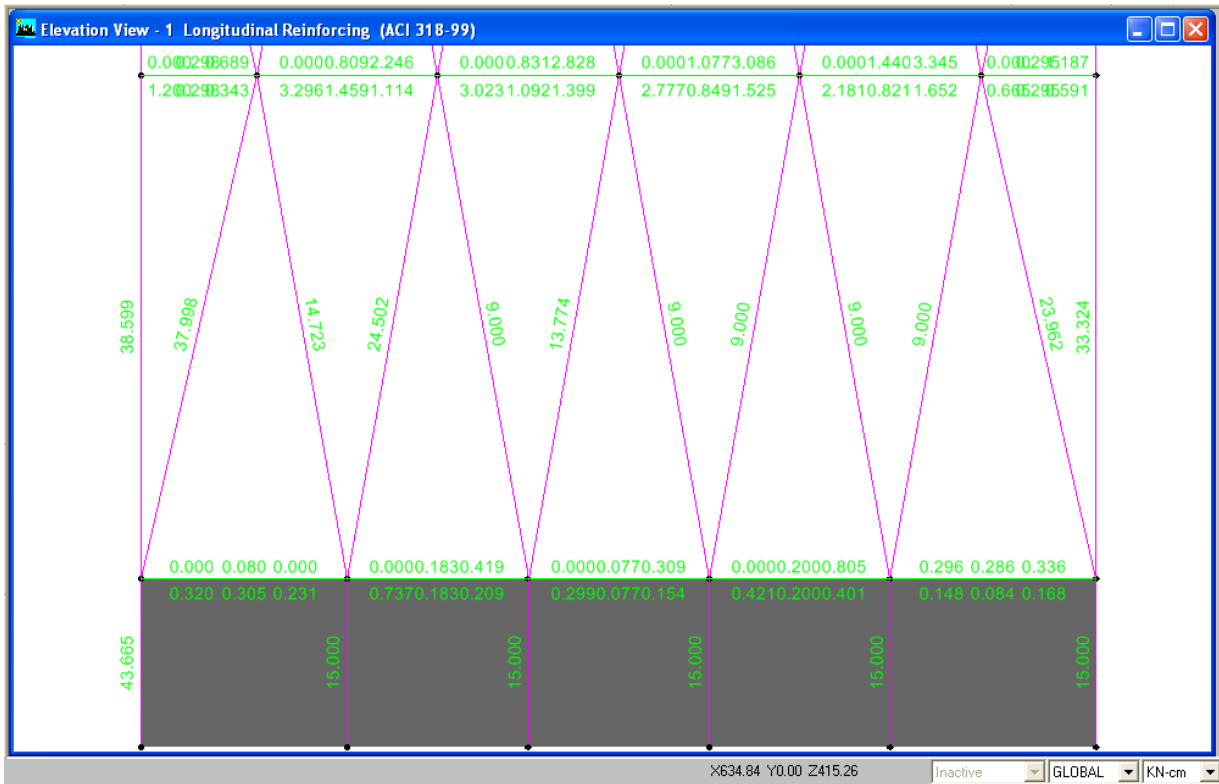 Elevation View - 1 Longitudinal Reinforcing (ACI 318-99)
0.0000.8092.246 0.0000.8312.828 0.0001.0773.086 0.0001.4403.345
3.2961.4591.114 3.0231.0921.399 2.7770.8491.525 2.1810.8211.652
38.599 37.998 14.723 24.502 9.000 13.774 9.000 9.000 9.000 9.000 23.962 33.324
0.000 0.080 0.000 0.0000.1830.419 0.0000.0770.309 0.0000.2000.805 0.296 0.286 0.336
0.320 0.305 0.231 0.7370.1830.209 0.2990.0770.154 0.4210.2000.401 0.148 0.084 0.168
43.665 15.000 15.000 15.000 15.000 15.000
X634.84 Y0.00 Z415.26 Inactive GLOBAL KN-cm